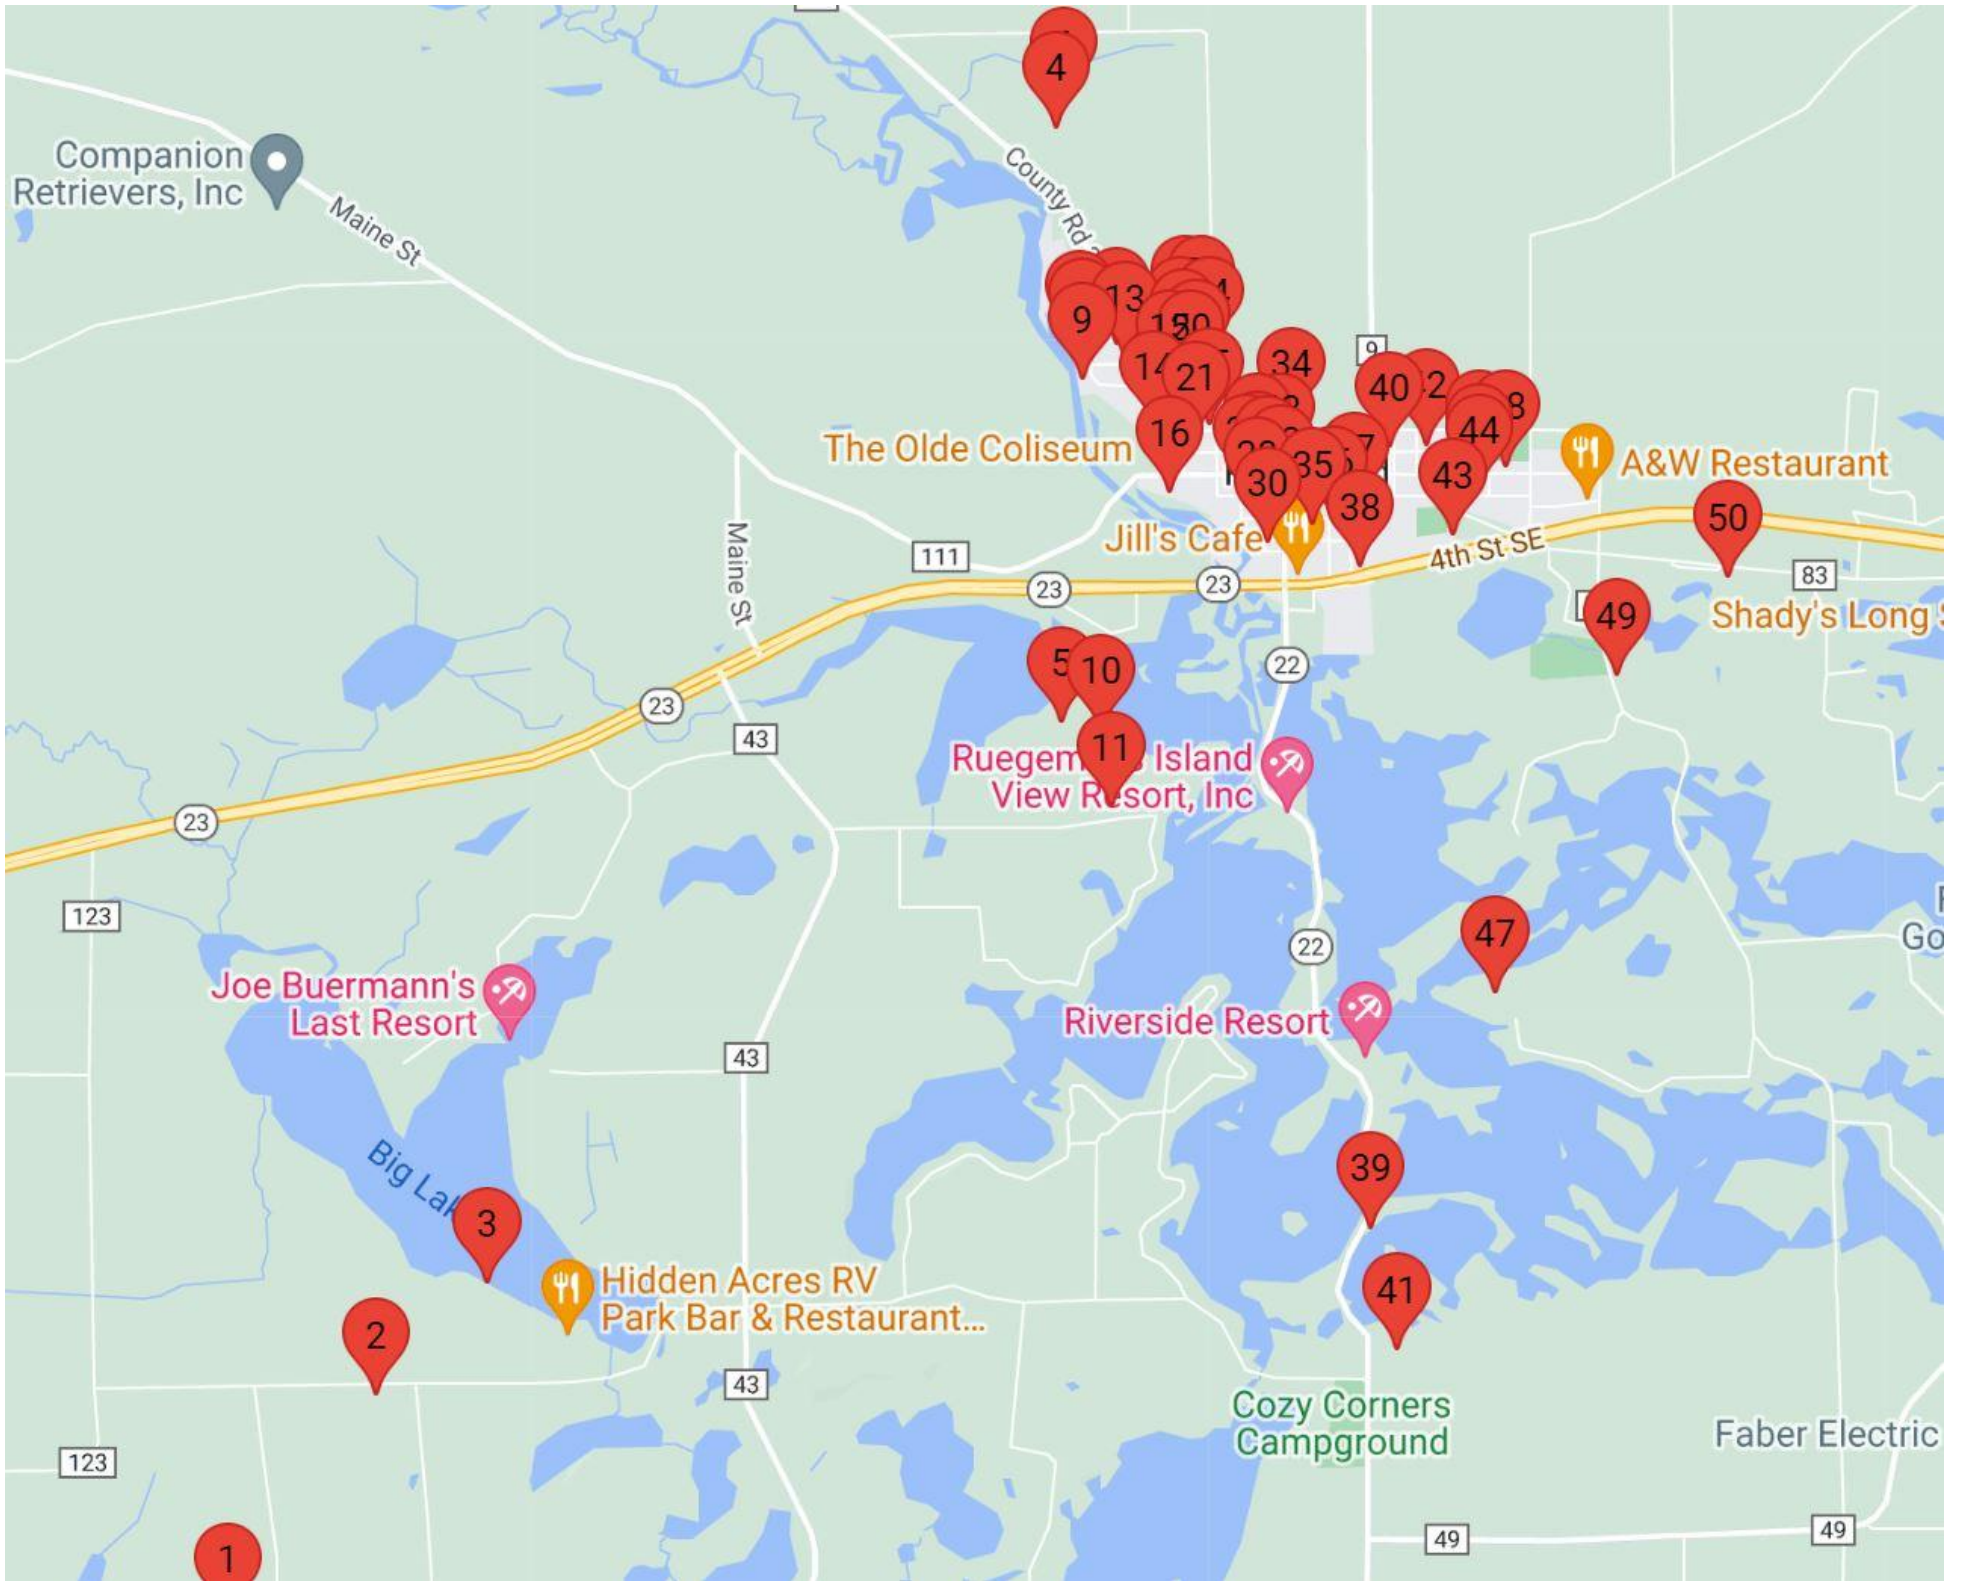 4
Companion
Retrievers, Inc
Maine St
County Rd
13
9
14
21
34
9
40
44
16
The Olde Coliseum
A&W Restaurant
35
30
43
38
50
Jill's Cafe
4th St SE
111
23
23
83
Maine St
49
Shady's Long
5
10
22
23
43
11
Island
View Resort, Inc
23
123
47
22
Joe Buermann's
Last Resort
Riverside Resort
43
Big
39
3
Hidden Acres RV
Park Bar & Restaurant...
41
2
43
Cozy Corners
Campground
Faber Electric
123
49
49
1